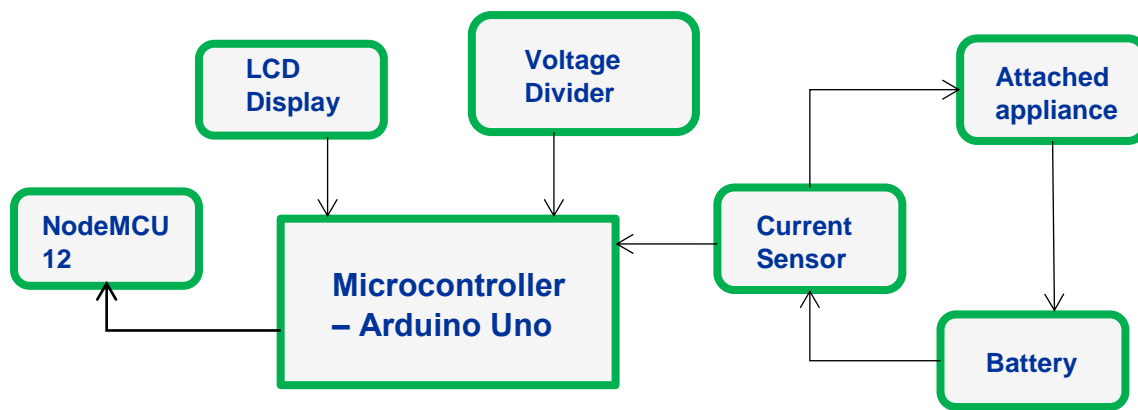 LCD
Display
Voltage
Divider
Attached
appliance
NodeMCU
12
Current
Sensor
Microcontroller
– Arduino Uno
Battery